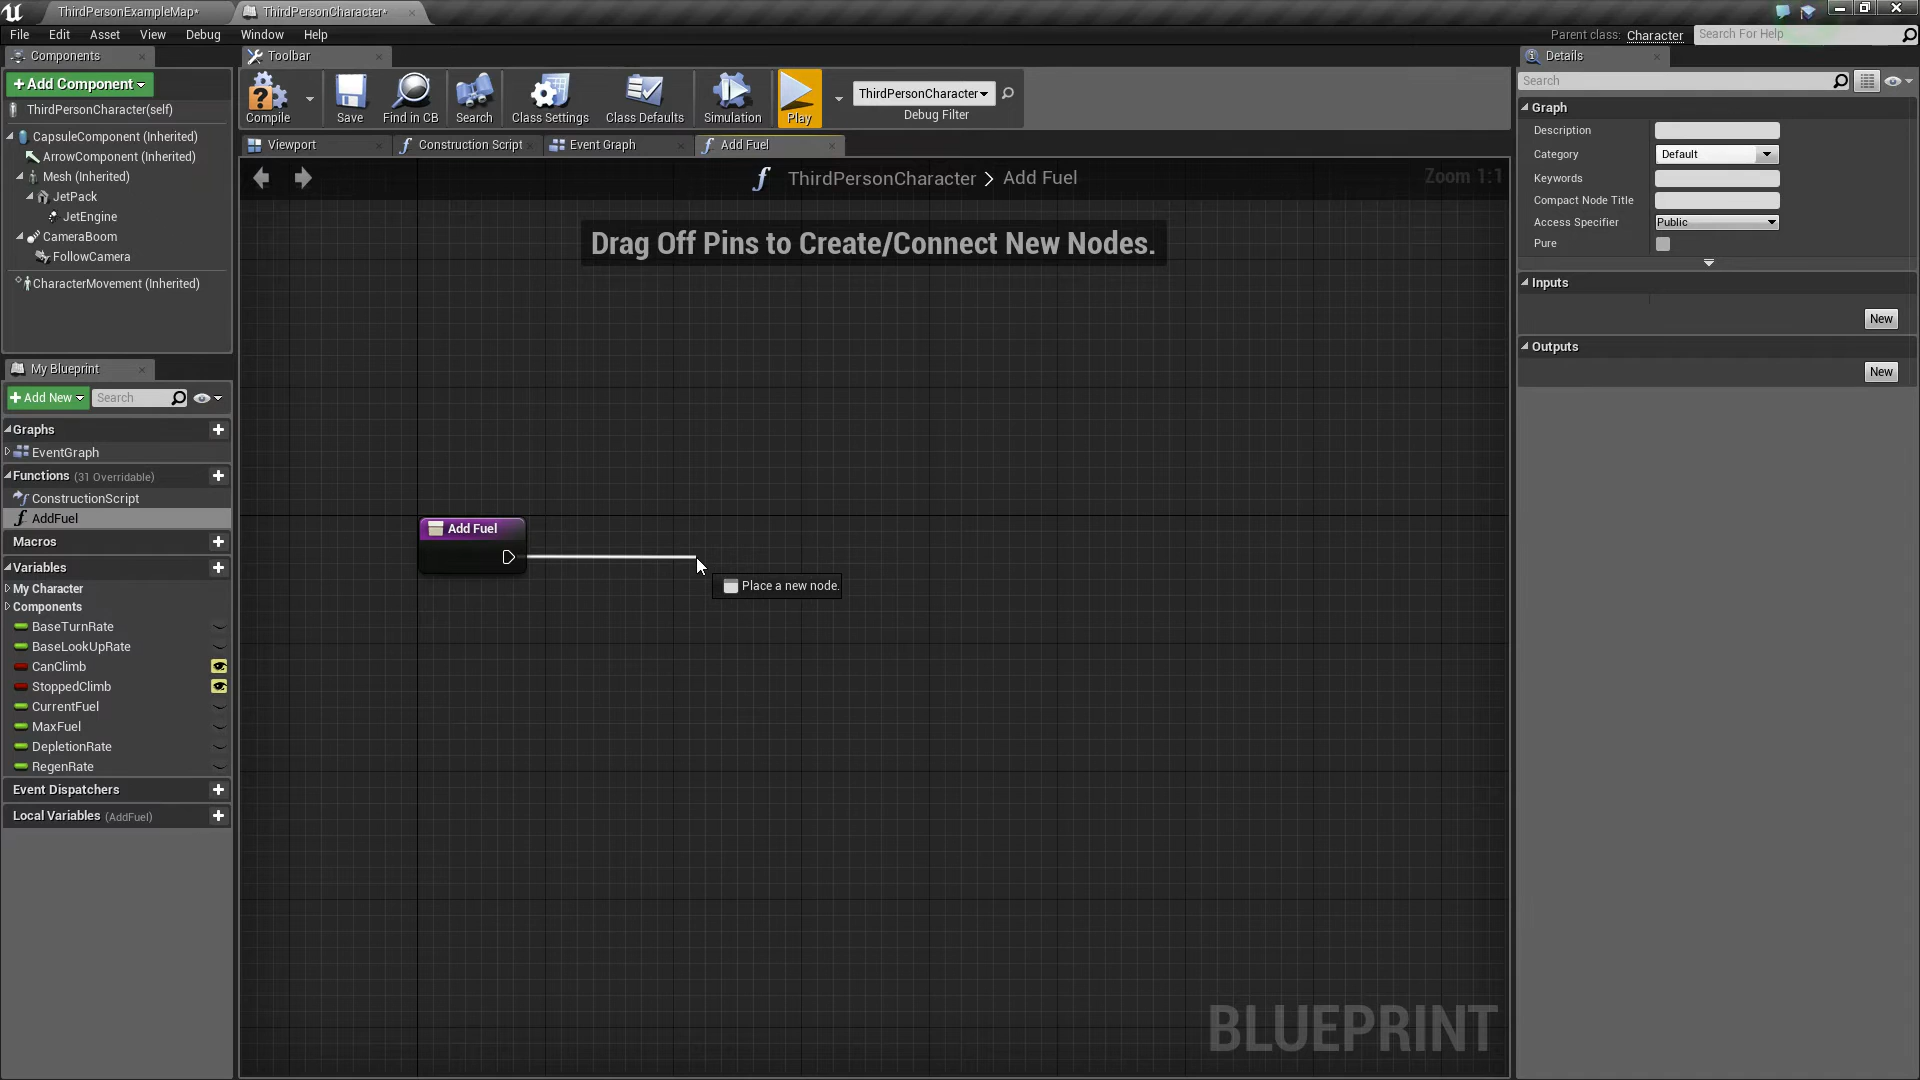 ThirdPersonExampleMap*
ThirdPersonCharacter*
File Edit Asset View Debug Window Help
Parent class: Character
Search For Help
Components
+Add Component
ThirdPersonCharacter(self)
CapsuleComponent (Inherited)
ArrowComponent (Inherited)
Mesh (Inherited)
JetPack
JetEngine
CameraBoom
FollowCamera
CharacterMovement (Inherited)
My Blueprint
+Add New
Search
Graphs
EventGraph
Functions (31 Overridable)
ConstructionScript
AddFuel
Macros
Variables
My Character
Components
BaseTurnRate
BaseLookUpRate
CanClimb
StoppedClimb
CurrentFuel
MaxFuel
DepletionRate
RegenRate
Event Dispatchers
Local Variables (AddFuel)
Toolbar
Compile
Save
Find in CB
Search
Class Settings
Class Defaults
Simulation
Play
ThirdPersonCharacter
Debug Filter
Viewport
Construction Script
Event Graph
Add Fuel
ThirdPersonCharacter > Add Fuel
Zoom 1:1
Drag Off Pins to Create/Connect New Nodes.
Add Fuel
Place a new node.
BLUEPRINT
Details
Search
Graph
Description
Category Default
Keywords
Compact Node Title
Access Specifier Public
Pure
Inputs
New
Outputs
New